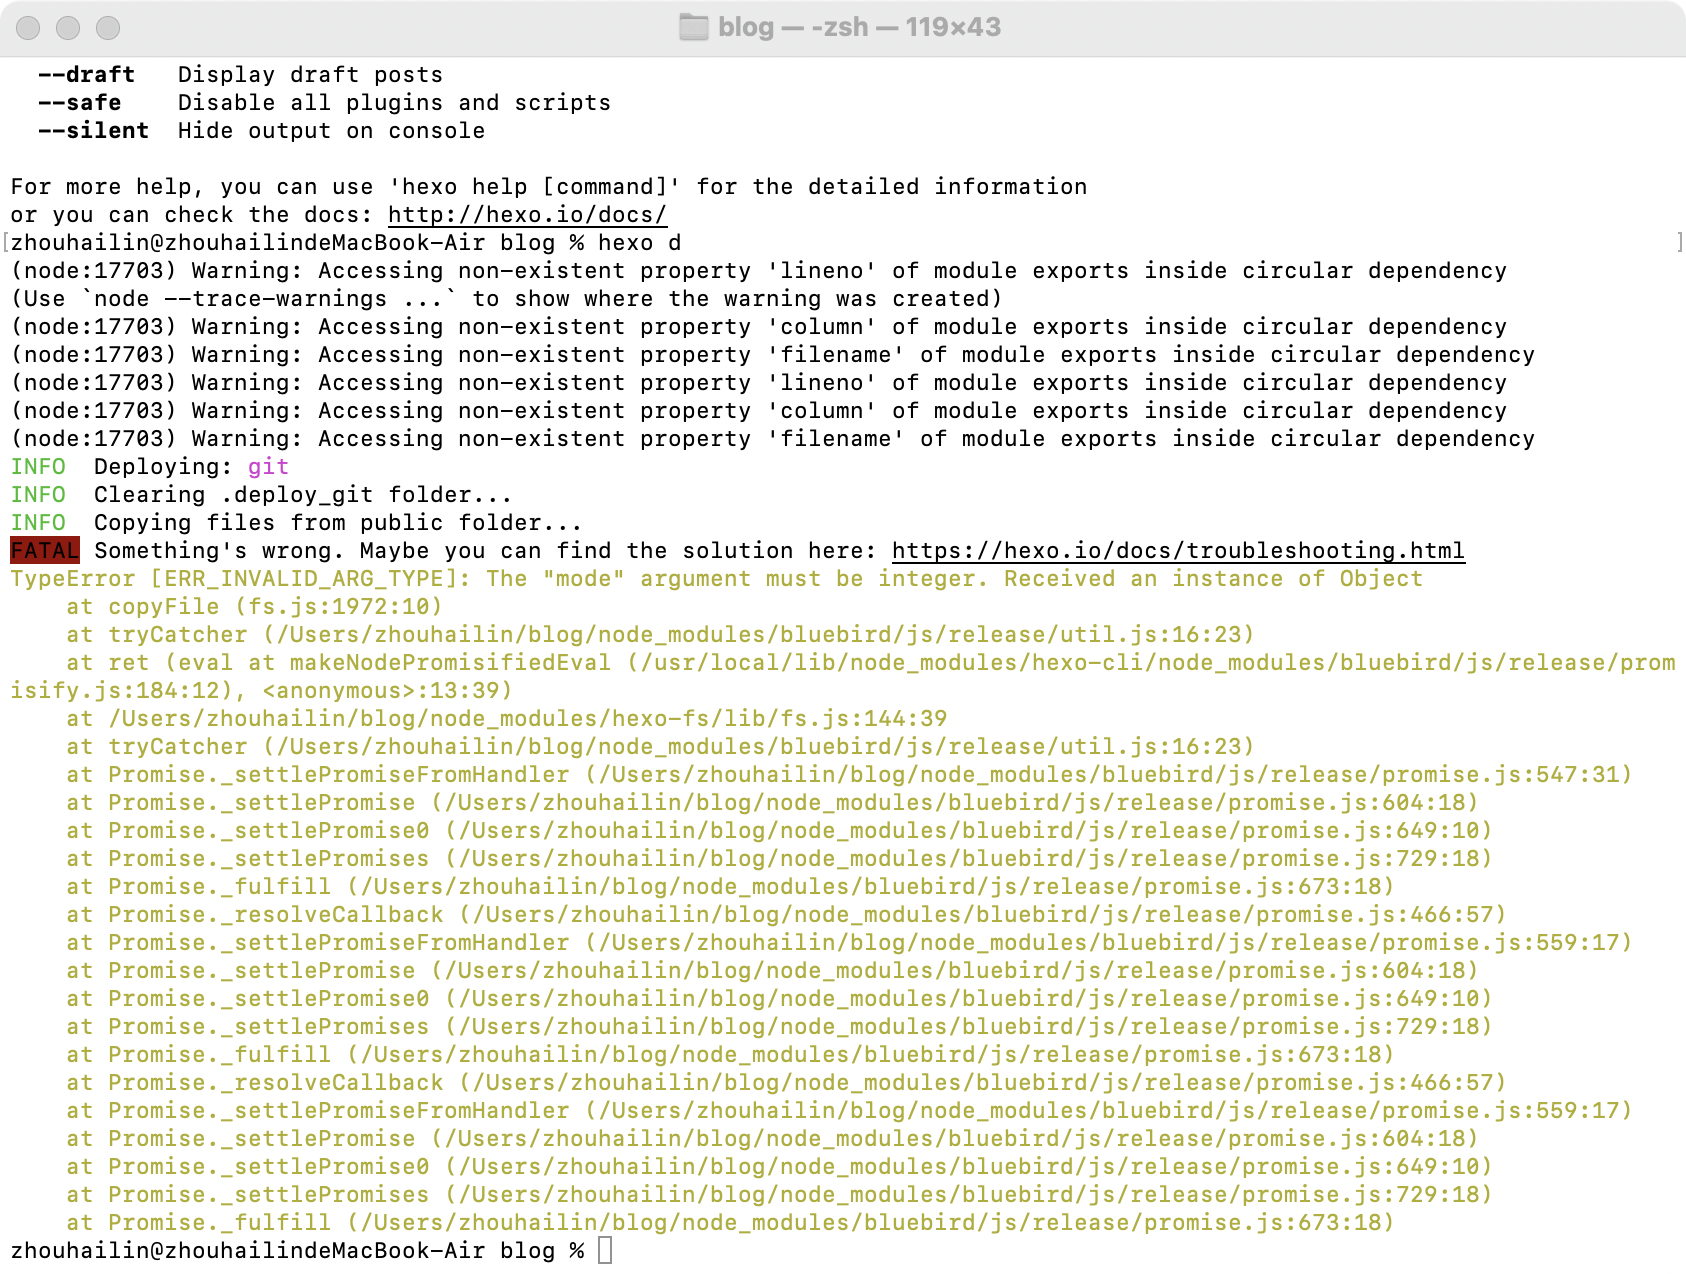 blog — -zsh — 119×43
--draft Display draft posts
--safe Disable all plugins and scripts
--silent Hide output on console
For more help, you can use 'hexo help [command]' for the detailed information
or you can check the docs: http://hexo.io/docs/
[zhouhailin@zhouhailindeMacBook-Air blog % hexo d ]
(node:17703) Warning: Accessing non-existent property 'lineno' of module exports inside circular dependency
(Use `node --trace-warnings ...` to show where the warning was created)
(node:17703) Warning: Accessing non-existent property 'column' of module exports inside circular dependency
(node:17703) Warning: Accessing non-existent property 'filename' of module exports inside circular dependency
(node:17703) Warning: Accessing non-existent property 'lineno' of module exports inside circular dependency
(node:17703) Warning: Accessing non-existent property 'column' of module exports inside circular dependency
(node:17703) Warning: Accessing non-existent property 'filename' of module exports inside circular dependency
INFO Deploying: git
INFO Clearing .deploy_git folder...
INFO Copying files from public folder...
FATAL Something's wrong. Maybe you can find the solution here: https://hexo.io/docs/troubleshooting.html
TypeError [ERR_INVALID_ARG_TYPE]: The "mode" argument must be integer. Received an instance of Object
at copyFile (fs.js:1972:10)
at tryCatcher (/Users/zhouhailin/blog/node_modules/bluebird/js/release/util.js:16:23)
at ret (eval at makeNodePromisifiedEval (/usr/local/lib/node_modules/hexo-cli/node_modules/bluebird/js/release/prom
isify.js:184:12), <anonymous>:13:39)
at /Users/zhouhailin/blog/node_modules/hexo-fs/lib/fs.js:144:39
at tryCatcher (/Users/zhouhailin/blog/node_modules/bluebird/js/release/util.js:16:23)
at Promise._settlePromiseFromHandler (/Users/zhouhailin/blog/node_modules/bluebird/js/release/promise.js:547:31)
at Promise._settlePromise (/Users/zhouhailin/blog/node_modules/bluebird/js/release/promise.js:604:18)
at Promise._settlePromise0 (/Users/zhouhailin/blog/node_modules/bluebird/js/release/promise.js:649:10)
at Promise._settlePromises (/Users/zhouhailin/blog/node_modules/bluebird/js/release/promise.js:729:18)
at Promise._fulfill (/Users/zhouhailin/blog/node_modules/bluebird/js/release/promise.js:673:18)
at Promise._resolveCallback (/Users/zhouhailin/blog/node_modules/bluebird/js/release/promise.js:466:57)
at Promise._settlePromiseFromHandler (/Users/zhouhailin/blog/node_modules/bluebird/js/release/promise.js:559:17)
at Promise._settlePromise (/Users/zhouhailin/blog/node_modules/bluebird/js/release/promise.js:604:18)
at Promise._settlePromise0 (/Users/zhouhailin/blog/node_modules/bluebird/js/release/promise.js:649:10)
at Promise._settlePromises (/Users/zhouhailin/blog/node_modules/bluebird/js/release/promise.js:729:18)
at Promise._fulfill (/Users/zhouhailin/blog/node_modules/bluebird/js/release/promise.js:673:18)
at Promise._resolveCallback (/Users/zhouhailin/blog/node_modules/bluebird/js/release/promise.js:466:57)
at Promise._settlePromiseFromHandler (/Users/zhouhailin/blog/node_modules/bluebird/js/release/promise.js:559:17)
at Promise._settlePromise (/Users/zhouhailin/blog/node_modules/bluebird/js/release/promise.js:604:18)
at Promise._settlePromise0 (/Users/zhouhailin/blog/node_modules/bluebird/js/release/promise.js:649:10)
at Promise._settlePromises (/Users/zhouhailin/blog/node_modules/bluebird/js/release/promise.js:729:18)
at Promise._fulfill (/Users/zhouhailin/blog/node_modules/bluebird/js/release/promise.js:673:18)
zhouhailin@zhouhailindeMacBook-Air blog %